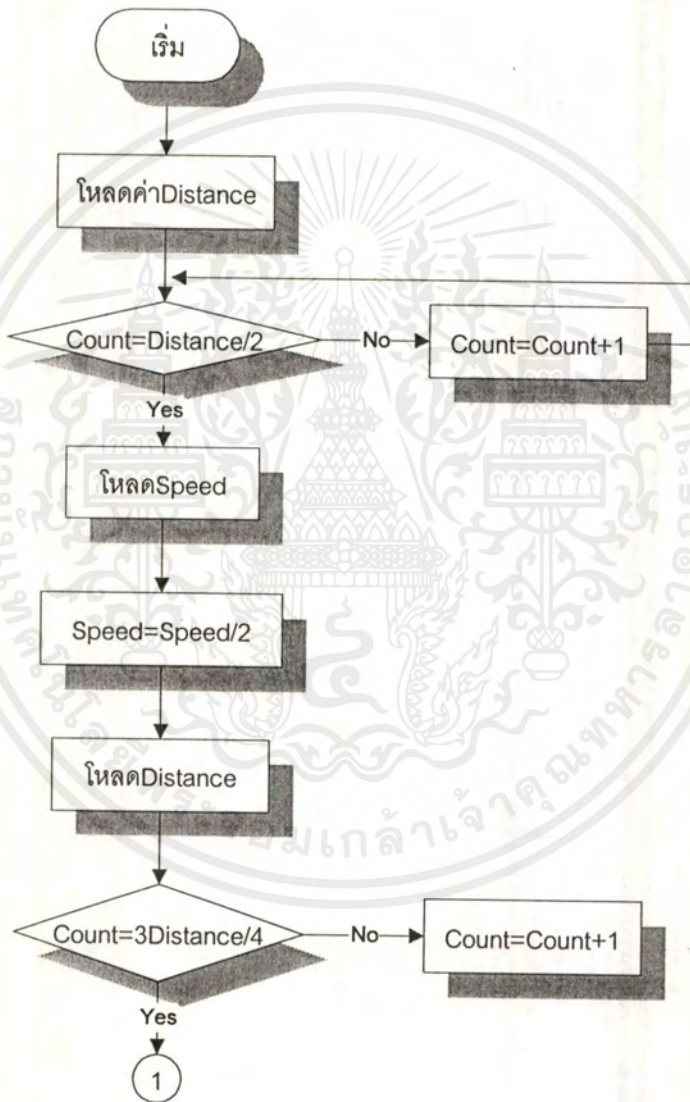 เริ่ม
โหลดค่าDistance
Count=Distance/2
No
Count=Count+1
Yes
โหลดSpeed
Speed=Speed/2
โหลดDistance
Count=3Distance/4
No
Count=Count+1
Yes
1